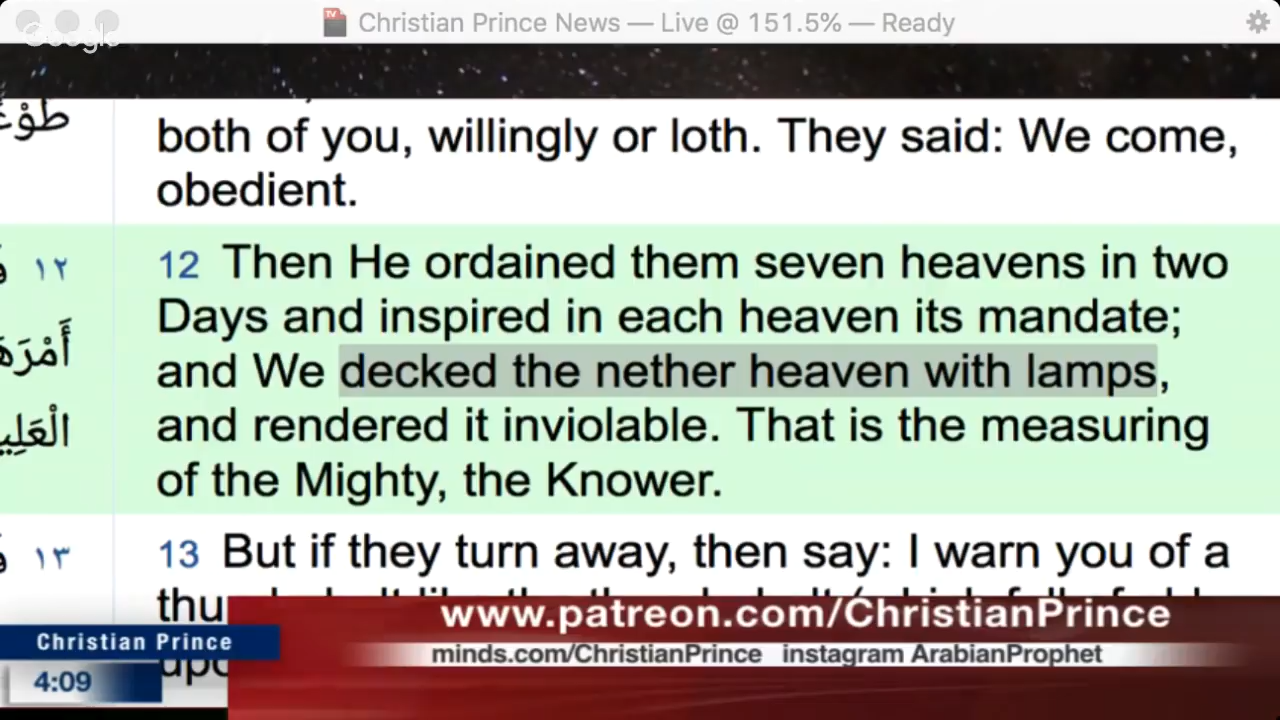 Christian Prince News — Live @ 151.5% — Ready
Google
both of you, willingly or loth. They said: We come,
obedient.
12 Then He ordained them seven heavens in two
Days and inspired in each heaven its mandate;
and We decked the nether heaven with lamps,
and rendered it inviolable. That is the measuring
of the Mighty, the Knower.
١٢
13 But if they turn away, then say: I warn you of a
١٣
www.patreon.com/ChristianPrince
Christian Prince
minds.com/ChristianPrince instagram ArabianProphet
4:09